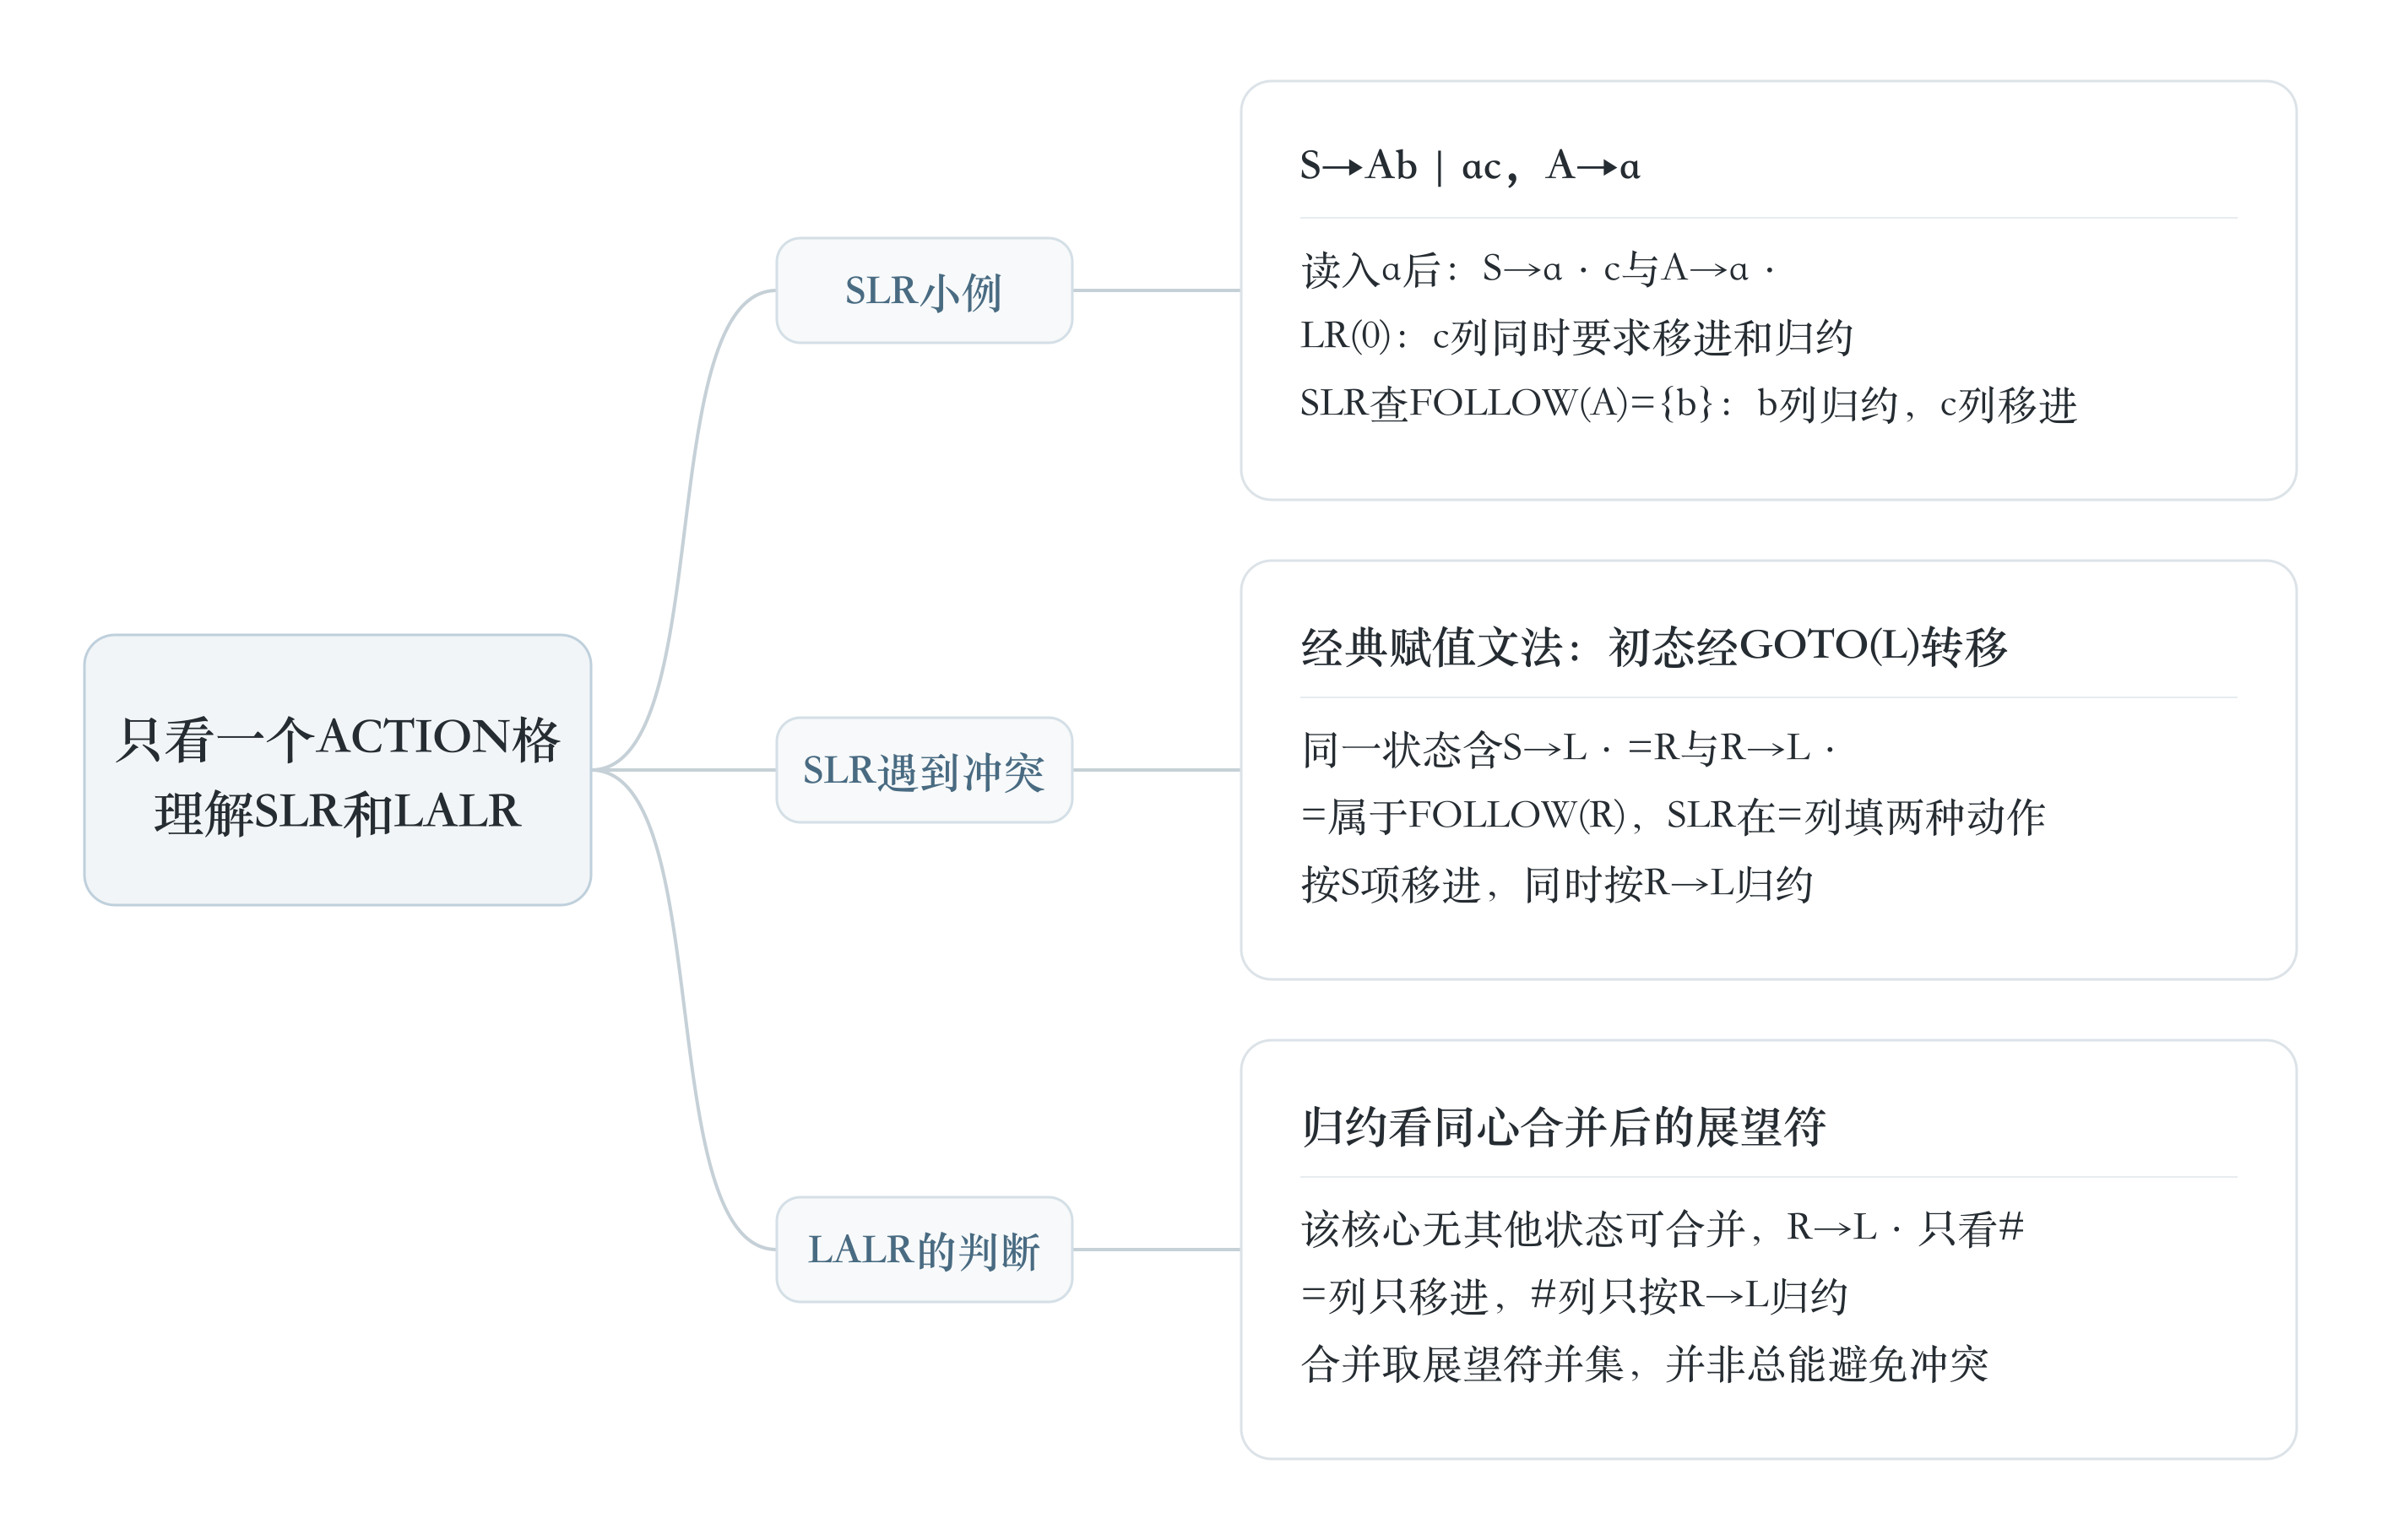 只看一个ACTION格
理解SLR和LALR
SLR小例
S→Ab | ac，A→a
读入a后：S→a · c与A→a ·
LR(0)：c列同时要求移进和归约
SLR查FOLLOW(A)={b}：b列归约，c列移进
SLR遇到冲突
经典赋值文法：初态经GOTO(L)转移
同一状态含S→L · =R与R→L ·
=属于FOLLOW(R)，SLR在=列填两种动作
按S项移进，同时按R→L归约
LALR的判断
归约看同心合并后的展望符
该核心无其他状态可合并，R→L · 只看#
=列只移进，#列只按R→L归约
合并取展望符并集，并非总能避免冲突